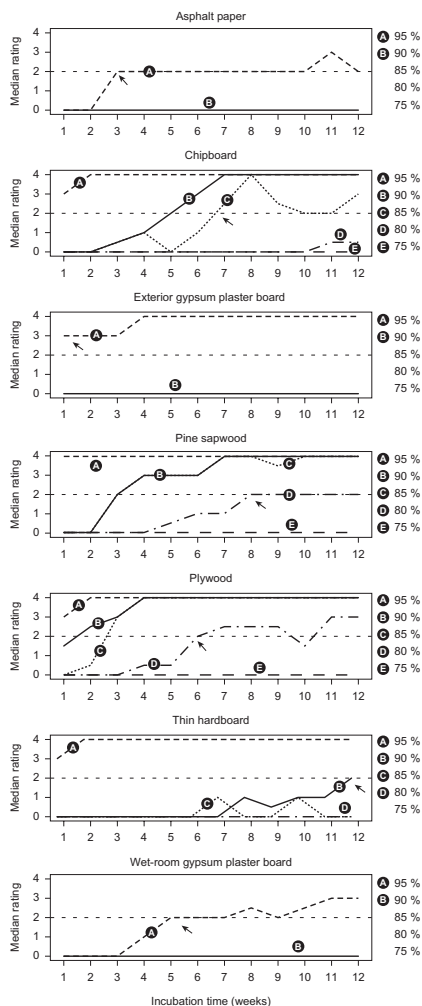 Asphalt paper
Median rating
4
3
2
1
0
A
B
1 2 3 4 5 6 7 8 9 10 11 12
A 95 %
B 90 %
85 %
75 %
Chipboard
Median rating
4
3
2
1
0
A
B
C
D
E
1 2 3 4 5 6 7 8 9 10 11 12
A 95 %
B 90 %
C 85 %
D 80 %
E 75 %
Exterior gypsum plaster board
Median rating
4
3
2
1
0
A
B
1 2 3 4 5 6 7 8 9 10 11 12
A 95 %
B 90 %
85 %
75 %
Pine sapwood
Median rating
4
3
2
1
0
A
B
C
D
E
1 2 3 4 5 6 7 8 9 10 11 12
A 95 %
B 90 %
C 85 %
D 80 %
E 75 %
Plywood
Median rating
4
3
2
1
0
A
B
C
D
E
1 2 3 4 5 6 7 8 9 10 11 12
A 95 %
B 90 %
C 85 %
D 80 %
E 75 %
Thin hardboard
Median rating
4
3
2
1
0
A
B
C
D
1 2 3 4 5 6 7 8 9 10 11 12
A 95 %
B 90 %
C 85 %
D 80 %
75 %
Wet-room gypsum plaster board
Median rating
4
3
2
1
0
A
B
1 2 3 4 5 6 7 8 9 10 11 12
A 95 %
B 90 %
85 %
75 %
Incubation time (weeks)